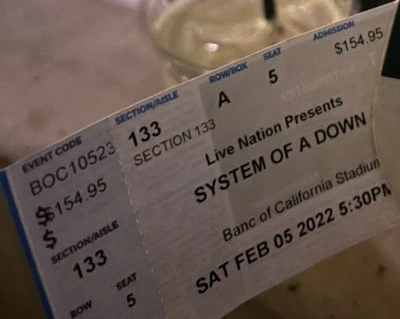 EVENT CODE
BOC10523
$154.95
$
SECTION/AISLE
133
ROW SEAT
5
SECTION/AISLE ROW/BOX SEAT ADMISSION
133 A 5 $154.95
SECTION 133
Live Nation Presents
SYSTEM OF A DOWN
Banc of California Stadium
SAT FEB 05 2022 5:30PM